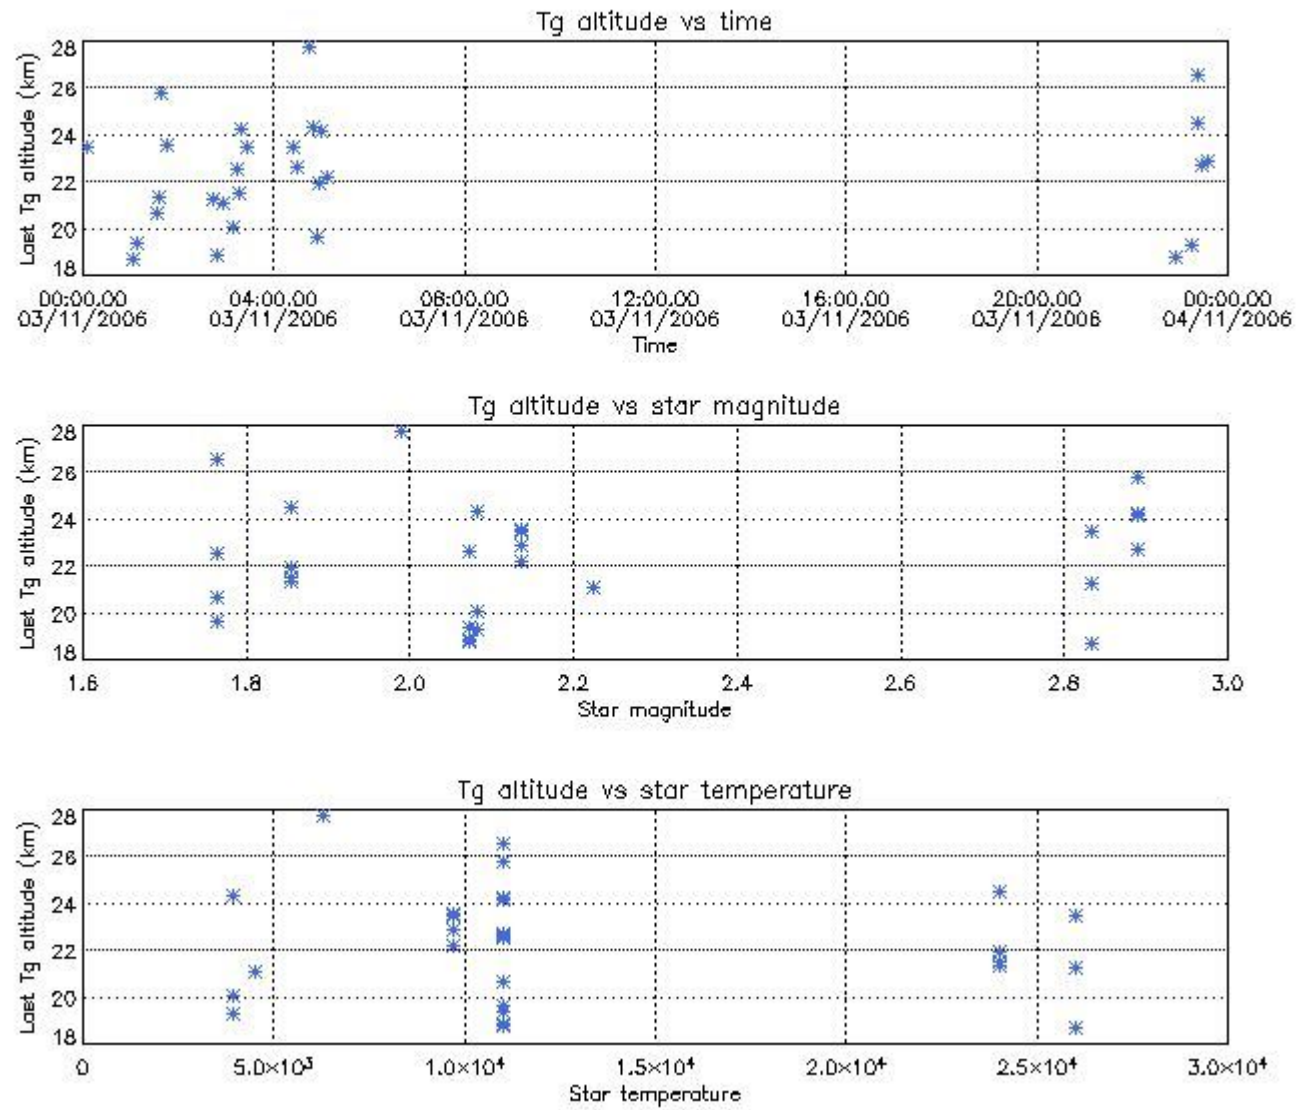 Tg altitude vs time
Last Tg altitude (km)
28
26
24
22
20
18
00:00.00 04:00.00 08:00.00 12:00.00 16:00.00 20:00.00 00:00.00
03/11/2006 03/11/2006 03/11/2006 03/11/2006 03/11/2006 03/11/2006 04/11/2006
Time
Tg altitude vs star magnitude
Last Tg altitude (km)
28
26
24
22
20
18
1.6 1.8 2.0 2.2 2.4 2.6 2.8 3.0
Star magnitude
Tg altitude vs star temperature
Last Tg altitude (km)
28
26
24
22
20
18
0 5.0×10³ 1.0×10⁴ 1.5×10⁴ 2.0×10⁴ 2.5×10⁴ 3.0×10⁴
Star temperature